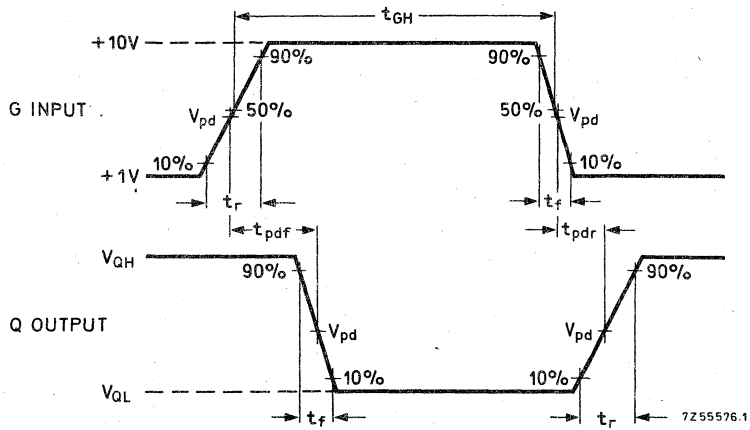 t_GH
+10V
90% 90%
G INPUT
V_pd 50% 50% V_pd
10% 10%
+1V
t_r t_f
t_pdf t_pdr
V_QH
90% 90%
Q OUTPUT
V_pd V_pd
10% 10%
V_QL
t_f t_r
7Z55576.1